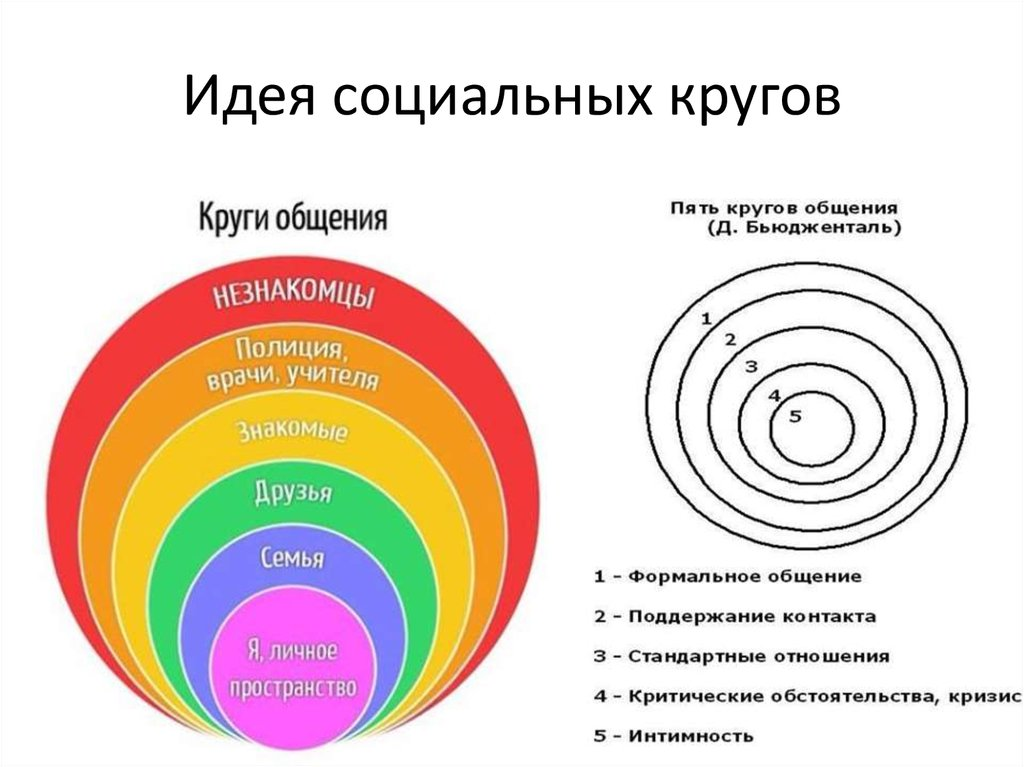 Идея социальных кругов
Круги общения
НЕЗНАКОМЦЫ
Полиция,
врачи, учителя
Знакомые
Друзья
Семья
Я, личное
пространство
Пять кругов общения
(Д. Бьюдженталь)
1
2
3
4
5
1 – Формальное общение
2 – Поддержание контакта
3 – Стандартные отношения
4 – Критические обстоятельства, кризис
5 – Интимность